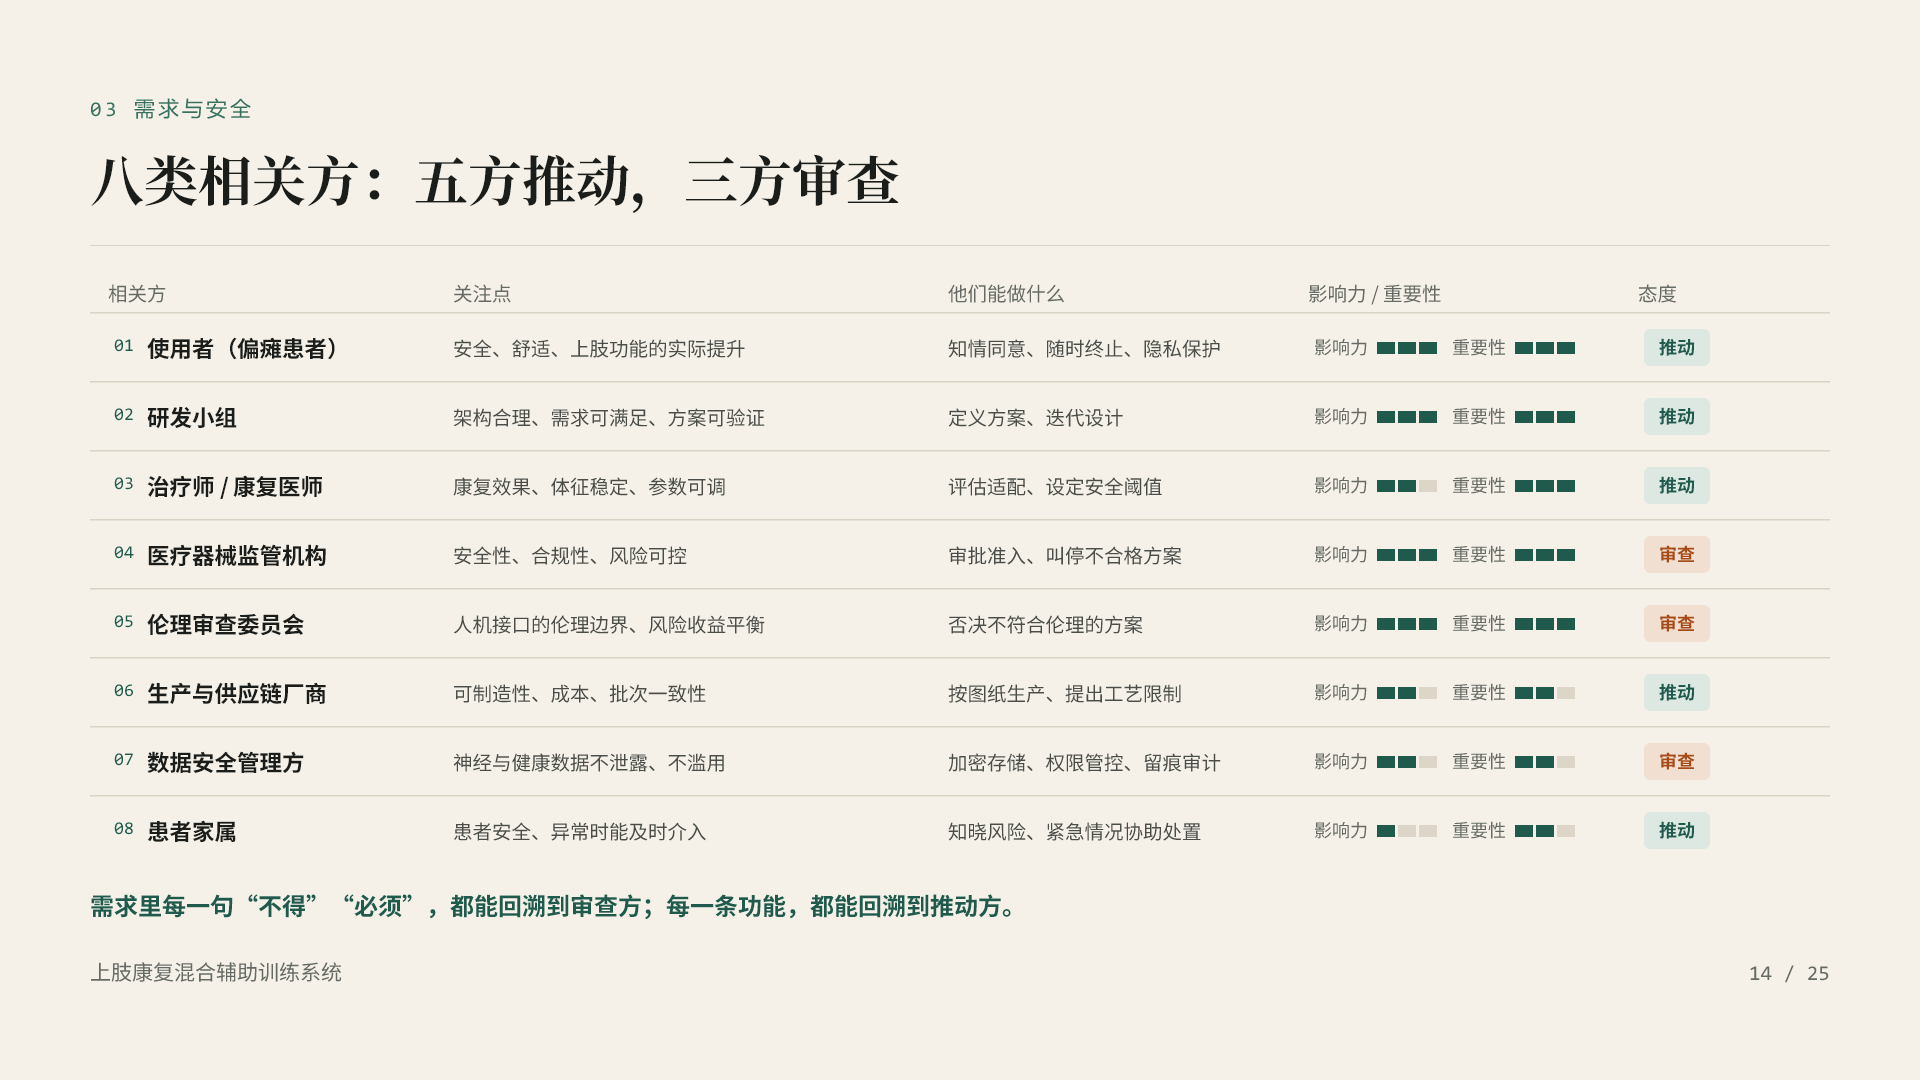 03 需求与安全
八类相关方：五方推动，三方审查
相关方 关注点 他们能做什么 影响力 / 重要性 态度
01 使用者（偏瘫患者） 安全、舒适、上肢功能的实际提升 知情同意、随时终止、隐私保护 影响力 重要性 推动
02 研发小组 架构合理、需求可满足、方案可验证 定义方案、迭代设计 影响力 重要性 推动
03 治疗师 / 康复医师 康复效果、体征稳定、参数可调 评估适配、设定安全阈值 影响力 重要性 推动
04 医疗器械监管机构 安全性、合规性、风险可控 审批准入、叫停不合格方案 影响力 重要性 审查
05 伦理审查委员会 人机接口的伦理边界、风险收益平衡 否决不符合伦理的方案 影响力 重要性 审查
06 生产与供应链厂商 可制造性、成本、批次一致性 按图纸生产、提出工艺限制 影响力 重要性 推动
07 数据安全管理方 神经与健康数据不泄露、不滥用 加密存储、权限管控、留痕审计 影响力 重要性 审查
08 患者家属 患者安全、异常时能及时介入 知晓风险、紧急情况协助处置 影响力 重要性 推动
需求里每一句“不得”“必须”，都能回溯到审查方；每一条功能，都能回溯到推动方。
上肢康复混合辅助训练系统
14 / 25